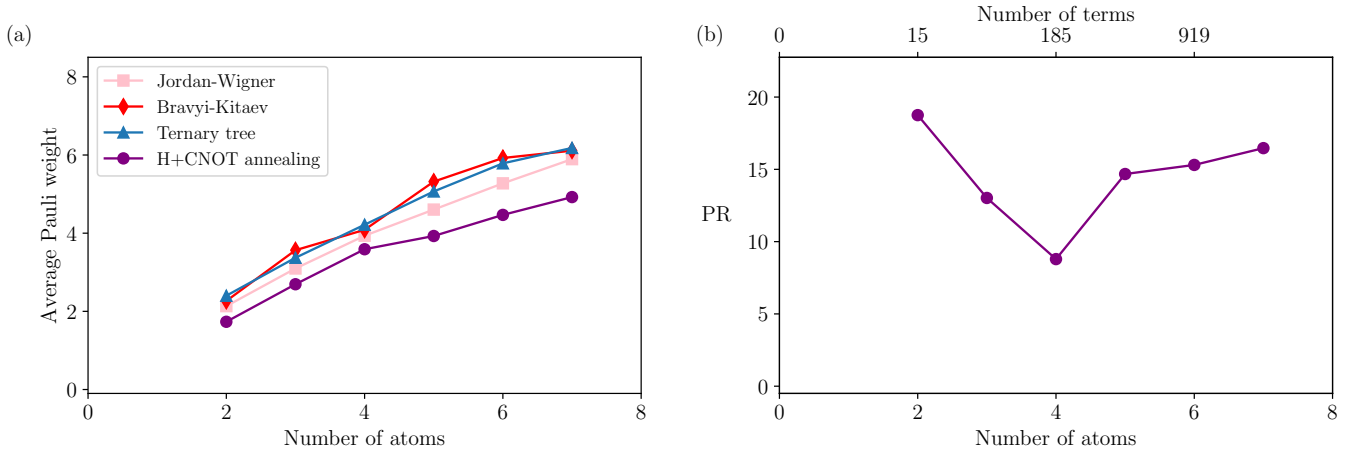 (a)
Average Pauli weight
8
6
4
2
0
Jordan-Wigner
Bravyi-Kitaev
Ternary tree
H+CNOT annealing
0 2 4 6 8
Number of atoms
(b)
Number of terms
0 15 185 919
PR
20
15
10
5
0
0 2 4 6 8
Number of atoms